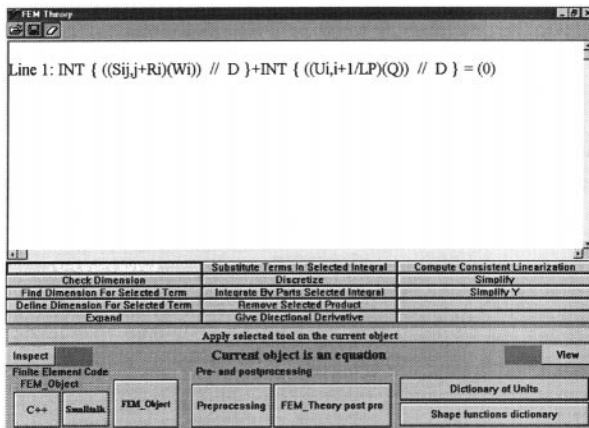 FEM Theory
Line 1: INT { ((Sij,j+Ri)(Wi)) // D }+INT { ((Ui,i+1/LP)(Q)) // D } = (0)
Substitute Terms In Selected Integral Compute Consistent Linearization
Check Dimension Discretize Simplify
Find Dimension For Selected Term Integrate By Parts Selected Integral Simplify Y
Define Dimension For Selected Term Remove Selected Product
Expand Give Directional Derivative
Apply selected tool on the current object
Inspect Current object is an equation View
Finite Element Code Pre- and postprocessing
FEM_Object
C++ Smalltalk FEM_Object Preprocessing FEM_Theory post pro Dictionary of Units
Shape functions dictionary